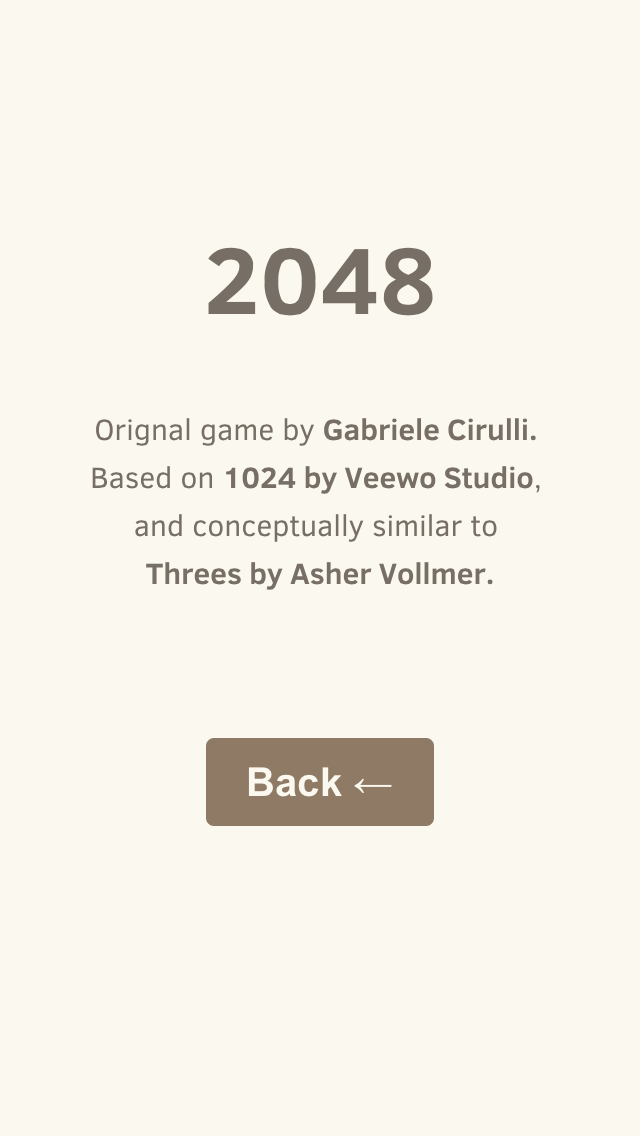 2048
Orignal game by Gabriele Cirulli.
Based on 1024 by Veewo Studio,
and conceptually similar to
Threes by Asher Vollmer.
Back ←